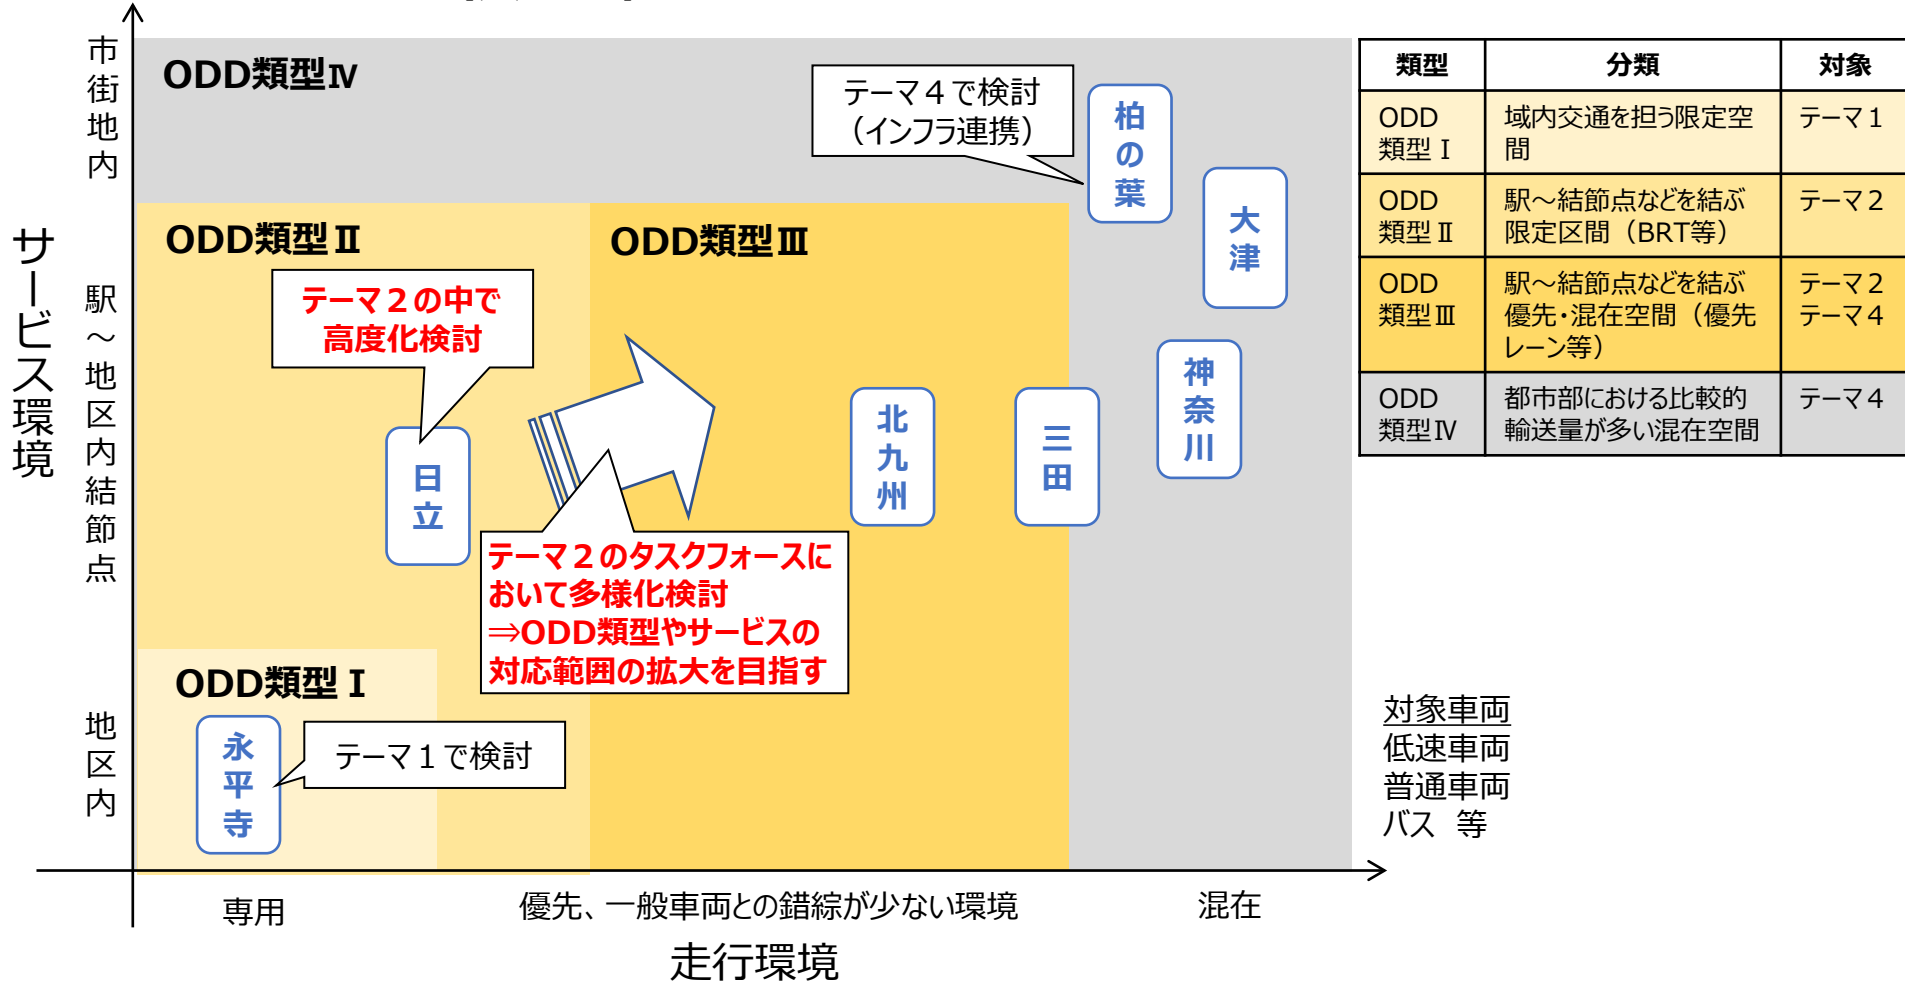 市街地内
サービス環境
駅～地区内結節点
地区内
ODD類型Ⅳ
テーマ４で検討
（インフラ連携）
柏の葉
大津
ODD類型Ⅱ
ODD類型Ⅲ
テーマ２の中で
高度化検討
日立
北九州
三田
神奈川
テーマ２のタスクフォースに
おいて多様化検討
⇒ODD類型やサービスの
対応範囲の拡大を目指す
ODD類型Ⅰ
永平寺
テーマ１で検討
専用
優先、一般車両との錯綜が少ない環境
混在
走行環境
類型 分類 対象
ODD 域内交通を担う限定空 テーマ１
類型Ⅰ 間
ODD 駅～結節点などを結ぶ テーマ２
類型Ⅱ 限定区間（BRT等）
ODD 駅～結節点などを結ぶ テーマ２
類型Ⅲ 優先・混在空間（優先 テーマ４
レーン等）
ODD 都市部における比較的 テーマ４
類型Ⅳ 輸送量が多い混在空間
対象車両
低速車両
普通車両
バス 等